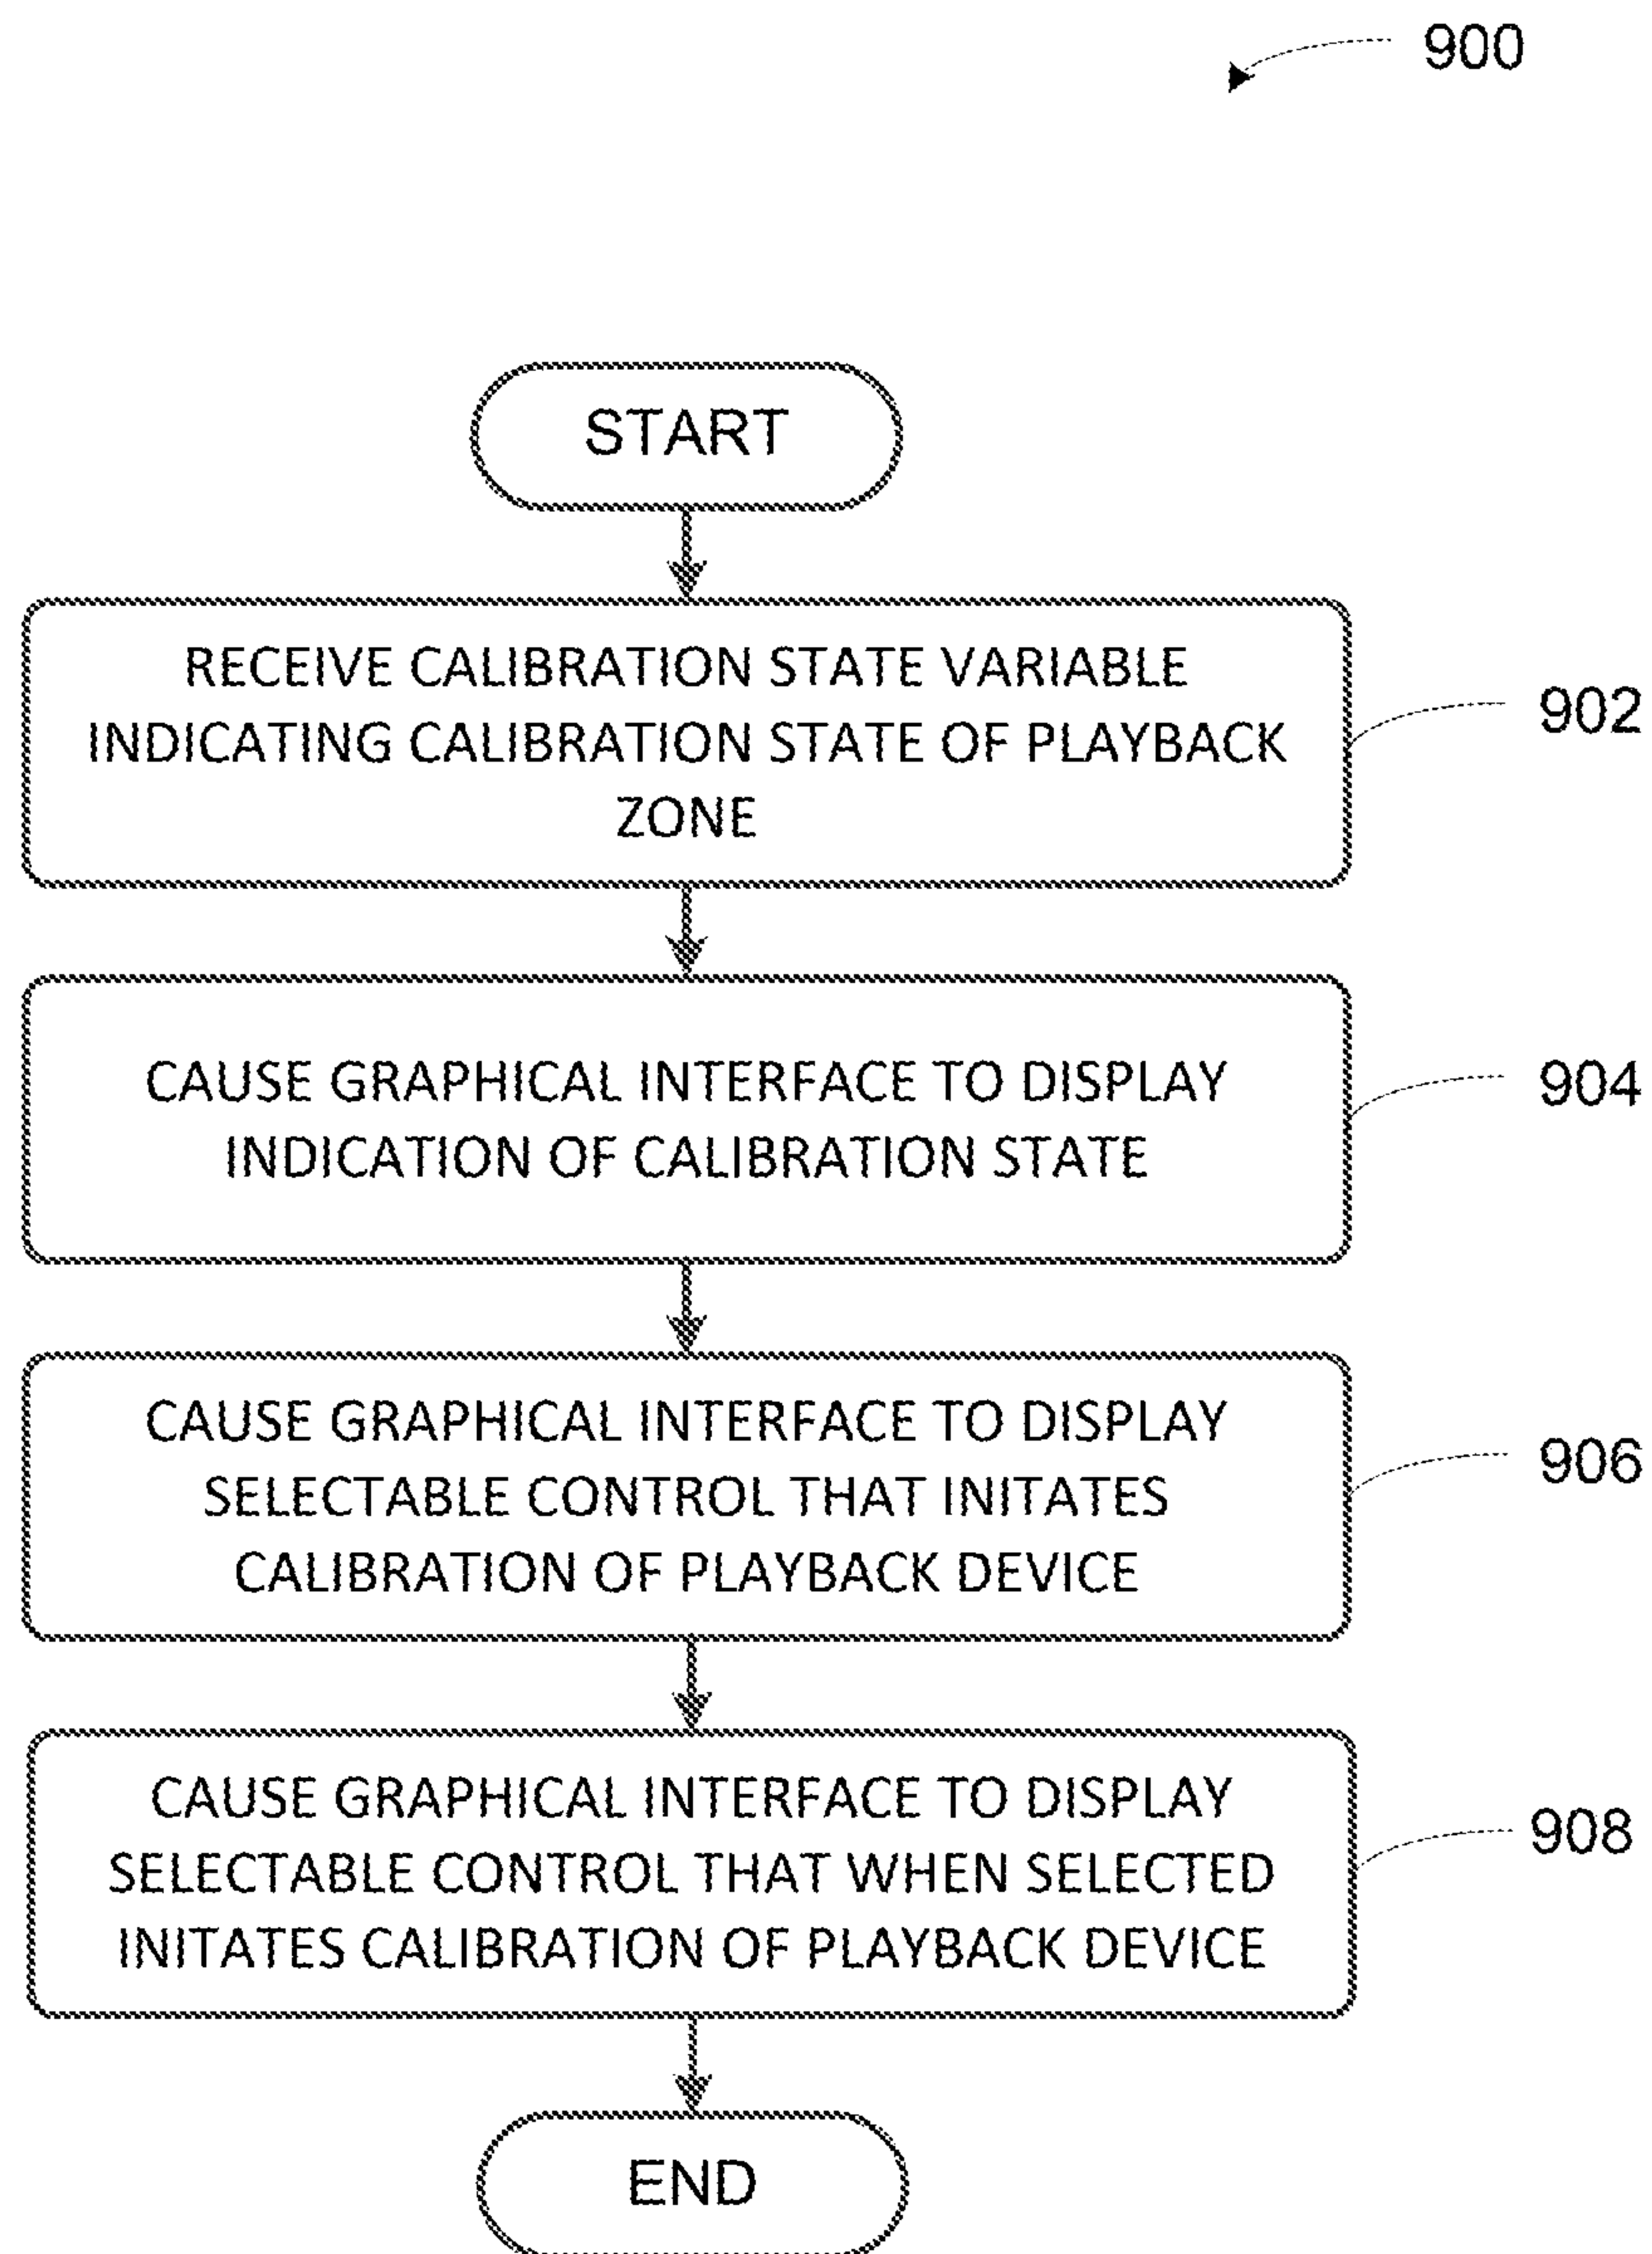 900
START
RECEIVE CALIBRATION STATE VARIABLE
INDICATING CALIBRATION STATE OF PLAYBACK
ZONE
902
CAUSE GRAPHICAL INTERFACE TO DISPLAY
INDICATION OF CALIBRATION STATE
904
CAUSE GRAPHICAL INTERFACE TO DISPLAY
SELECTABLE CONTROL THAT INITATES
CALIBRATION OF PLAYBACK DEVICE
906
CAUSE GRAPHICAL INTERFACE TO DISPLAY
SELECTABLE CONTROL THAT WHEN SELECTED
INITATES CALIBRATION OF PLAYBACK DEVICE
908
END